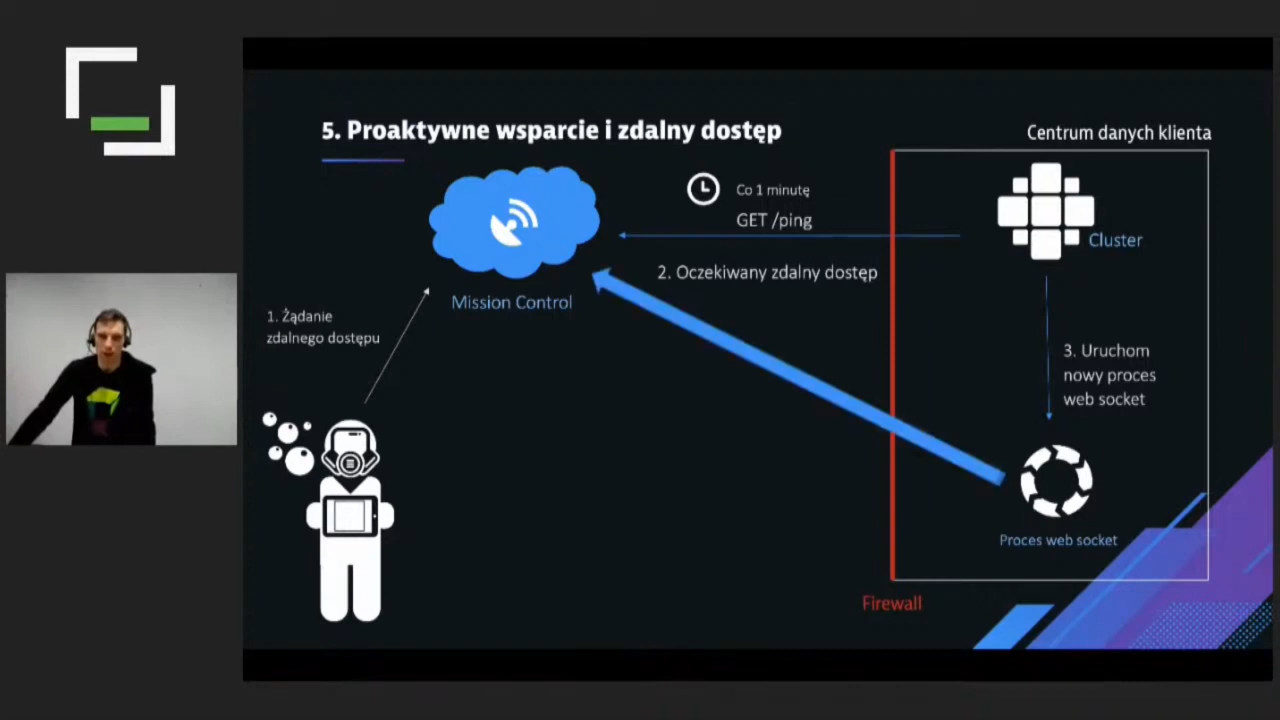 5. Proaktywne wsparcie i zdalny dostęp
Centrum danych klienta
Co 1 minutę
GET /ping
Cluster
2. Oczekiwany zdalny dostęp
Mission Control
1. Żądanie
zdalnego dostępu
3. Uruchom
nowy proces
web socket
Proces web socket
Firewall